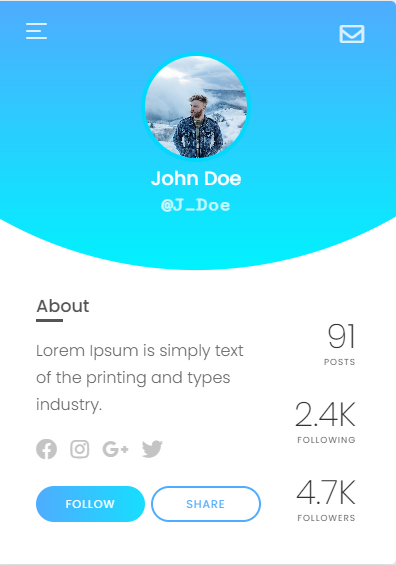 John Doe
@J_Doe
About
Lorem Ipsum is simply text
of the printing and types
industry.
FOLLOW
SHARE
91
POSTS
2.4K
FOLLOWING
4.7K
FOLLOWERS